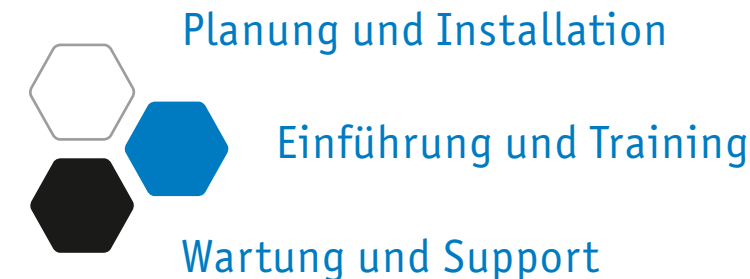 Planung und Installation
Einführung und Training
Wartung und Support